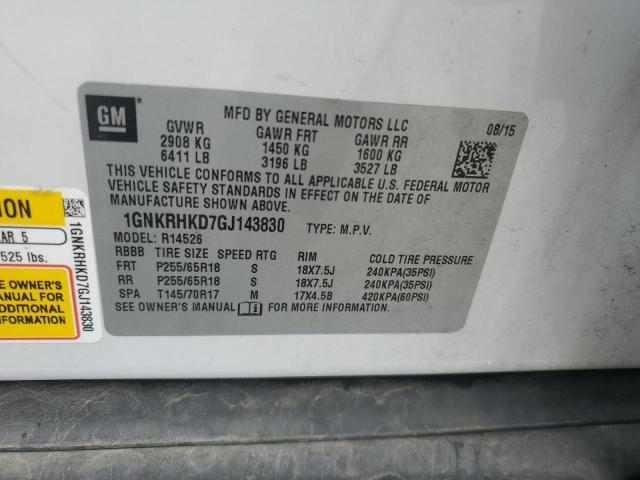 GM
MFD BY GENERAL MOTORS LLC
08/15
GVWR GAWR FRT GAWR RR
2908 KG 1450 KG 1600 KG
6411 LB 3196 LB 3527 LB
THIS VEHICLE CONFORMS TO ALL APPLICABLE U.S. FEDERAL MOTOR
VEHICLE SAFETY STANDARDS IN EFFECT ON THE DATE OF
MANUFACTURE SHOWN ABOVE.
1GNKRHKD7GJ143830 TYPE: M.P.V.
MODEL: R14526
RBBB TIRE SIZE SPEED RTG RIM COLD TIRE PRESSURE
FRT P255/65R18 S 18X7.5J 240KPA(35PSI)
RR P255/65R18 S 18X7.5J 240KPA(35PSI)
SPA T145/70R17 M 17X4.5B 420KPA(60PSI)
SEE OWNER'S MANUAL i FOR MORE INFORMATION.
ION
AR 5
525 lbs.
OWNER'S
MANUAL FOR
ADDITIONAL
INFORMATION
1GNKRHKD7GJ143830